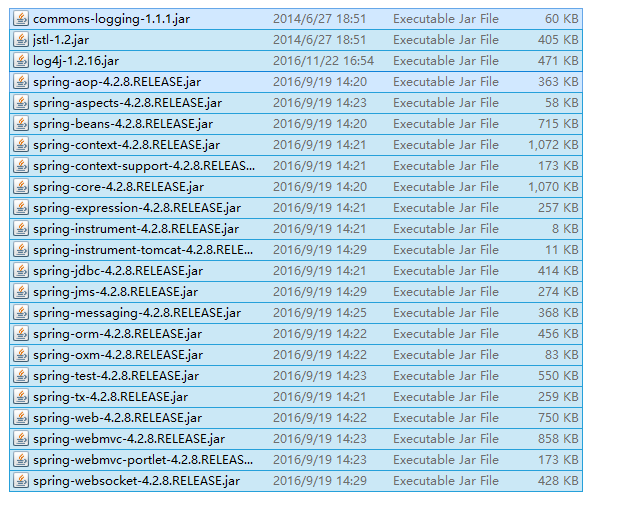 commons-logging-1.1.1.jar 2014/6/27 18:51 Executable Jar File 60 KB
jstl-1.2.jar 2014/6/27 18:51 Executable Jar File 405 KB
log4j-1.2.16.jar 2016/11/22 16:54 Executable Jar File 471 KB
spring-aop-4.2.8.RELEASE.jar 2016/9/19 14:20 Executable Jar File 363 KB
spring-aspects-4.2.8.RELEASE.jar 2016/9/19 14:23 Executable Jar File 58 KB
spring-beans-4.2.8.RELEASE.jar 2016/9/19 14:20 Executable Jar File 715 KB
spring-context-4.2.8.RELEASE.jar 2016/9/19 14:21 Executable Jar File 1,072 KB
spring-context-support-4.2.8.RELEAS... 2016/9/19 14:21 Executable Jar File 173 KB
spring-core-4.2.8.RELEASE.jar 2016/9/19 14:20 Executable Jar File 1,070 KB
spring-expression-4.2.8.RELEASE.jar 2016/9/19 14:21 Executable Jar File 257 KB
spring-instrument-4.2.8.RELEASE.jar 2016/9/19 14:21 Executable Jar File 8 KB
spring-instrument-tomcat-4.2.8.RELE... 2016/9/19 14:29 Executable Jar File 11 KB
spring-jdbc-4.2.8.RELEASE.jar 2016/9/19 14:21 Executable Jar File 414 KB
spring-jms-4.2.8.RELEASE.jar 2016/9/19 14:29 Executable Jar File 274 KB
spring-messaging-4.2.8.RELEASE.jar 2016/9/19 14:25 Executable Jar File 368 KB
spring-orm-4.2.8.RELEASE.jar 2016/9/19 14:22 Executable Jar File 456 KB
spring-oxm-4.2.8.RELEASE.jar 2016/9/19 14:22 Executable Jar File 83 KB
spring-test-4.2.8.RELEASE.jar 2016/9/19 14:23 Executable Jar File 550 KB
spring-tx-4.2.8.RELEASE.jar 2016/9/19 14:21 Executable Jar File 259 KB
spring-web-4.2.8.RELEASE.jar 2016/9/19 14:22 Executable Jar File 750 KB
spring-webmvc-4.2.8.RELEASE.jar 2016/9/19 14:23 Executable Jar File 858 KB
spring-webmvc-portlet-4.2.8.RELEAS... 2016/9/19 14:23 Executable Jar File 173 KB
spring-websocket-4.2.8.RELEASE.jar 2016/9/19 14:29 Executable Jar File 428 KB